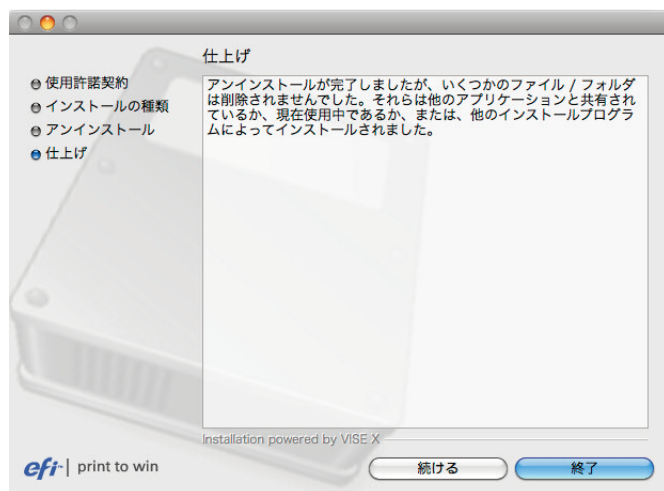 仕上げ
使用許諾契約
インストールの種類
アンインストール
仕上げ
アンインストールが完了しましたが、いくつかのファイル / フォルダ
は削除されませんでした。それらは他のアプリケーションと共有され
ているか、現在使用中であるか、または、他のインストールプログラ
ムによってインストールされました。
Installation powered by VISE X
efi™ | print to win
続ける
終了